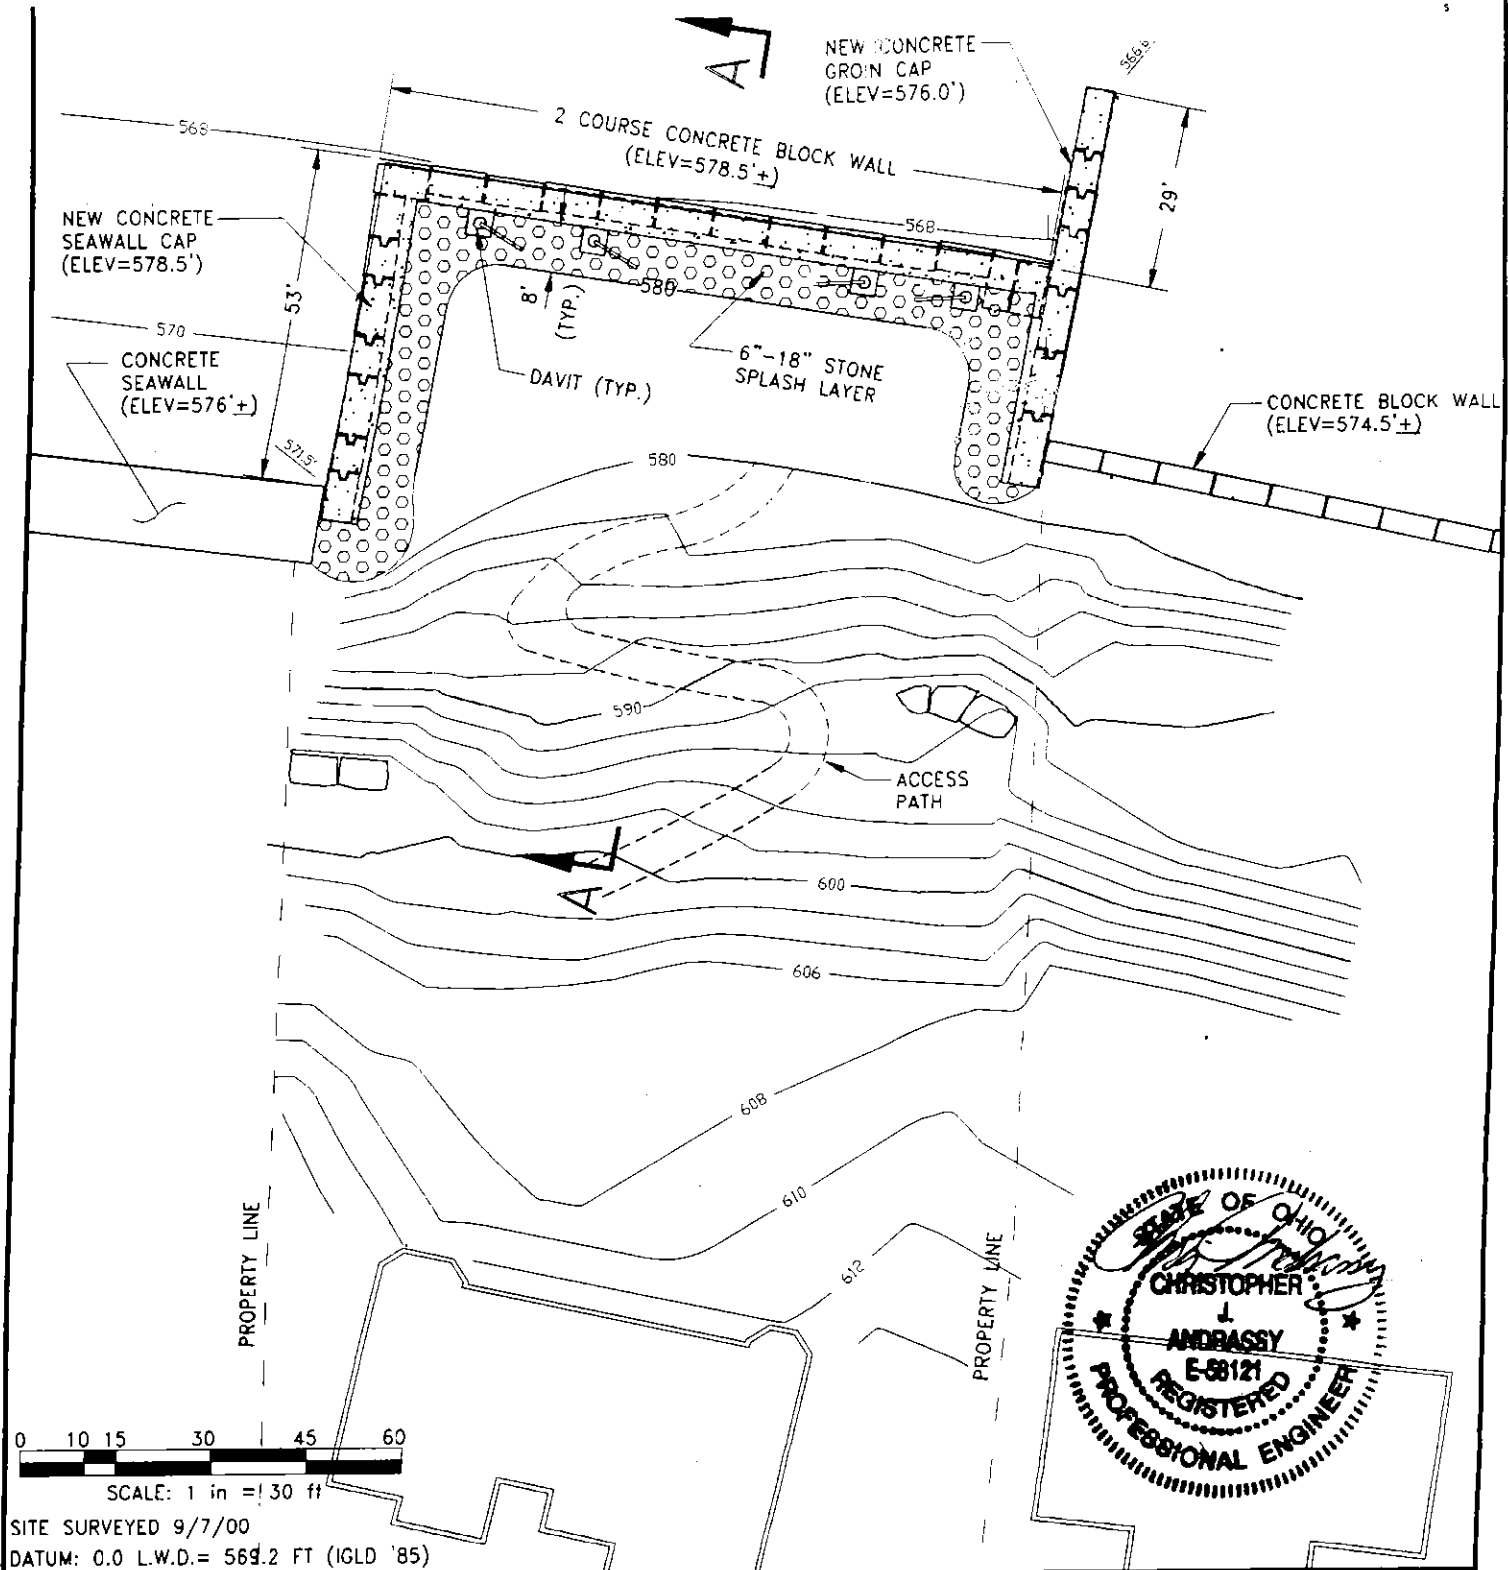 A
NEW CONCRETE
GROIN CAP
(ELEV=576.0')
2 COURSE CONCRETE BLOCK WALL
(ELEV=578.5'±)
568
29'
NEW CONCRETE
SEAWALL CAP
(ELEV=578.5')
53'
568
580
8'
(TYP.)
570
CONCRETE
SEAWALL
(ELEV=576'±)
DAVIT (TYP.)
6"-18" STONE
SPLASH LAYER
CONCRETE BLOCK WALL
(ELEV=574.5'±)
571.5'
580
590
ACCESS
PATH
A
600
606
608
610
612
PROPERTY LINE
PROPERTY LINE
STATE OF OHIO
CHRISTOPHER
J.
ANDRASSY
E-58121
REGISTERED
PROFESSIONAL ENGINEER
0 10 15 30 45 60
SCALE: 1 in = 30 ft
SITE SURVEYED 9/7/00
DATUM: 0.0 L.W.D.= 569.2 FT (IGLD '85)